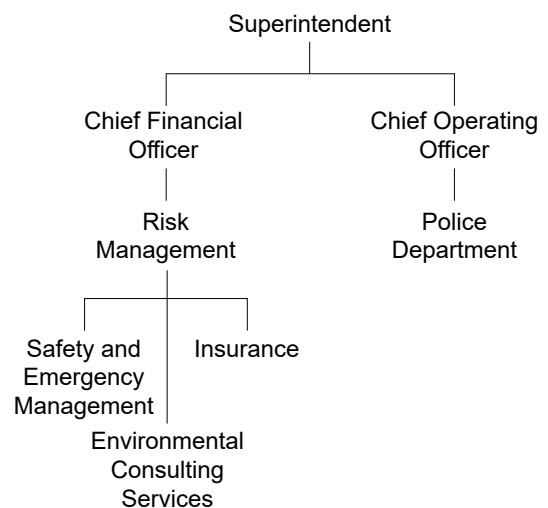 Superintendent
Chief Financial
Officer
Chief Operating
Officer
Risk
Management
Police
Department
Safety and
Emergency
Management
Insurance
Environmental
Consulting
Services